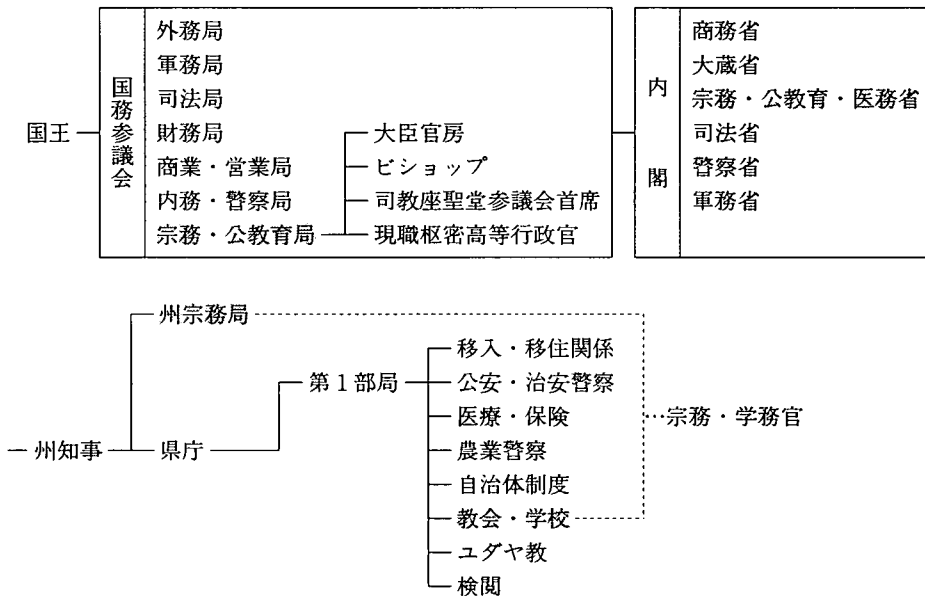 国王
国務参議会
外務局
軍務局
司法局
財務局
商業・営業局
内務・警察局
宗務・公教育局
大臣官房
ビショップ
司教座聖堂参議会首席
現職枢密高等行政官
内閣
商務省
大蔵省
宗務・公教育・医務省
司法省
警察省
軍務省
州知事
州宗務局
県庁
第1部局
移入・移住関係
公安・治安警察
医療・保険
農業警察
自治体制度
教会・学校
ユダヤ教
検閲
…宗務・学務官